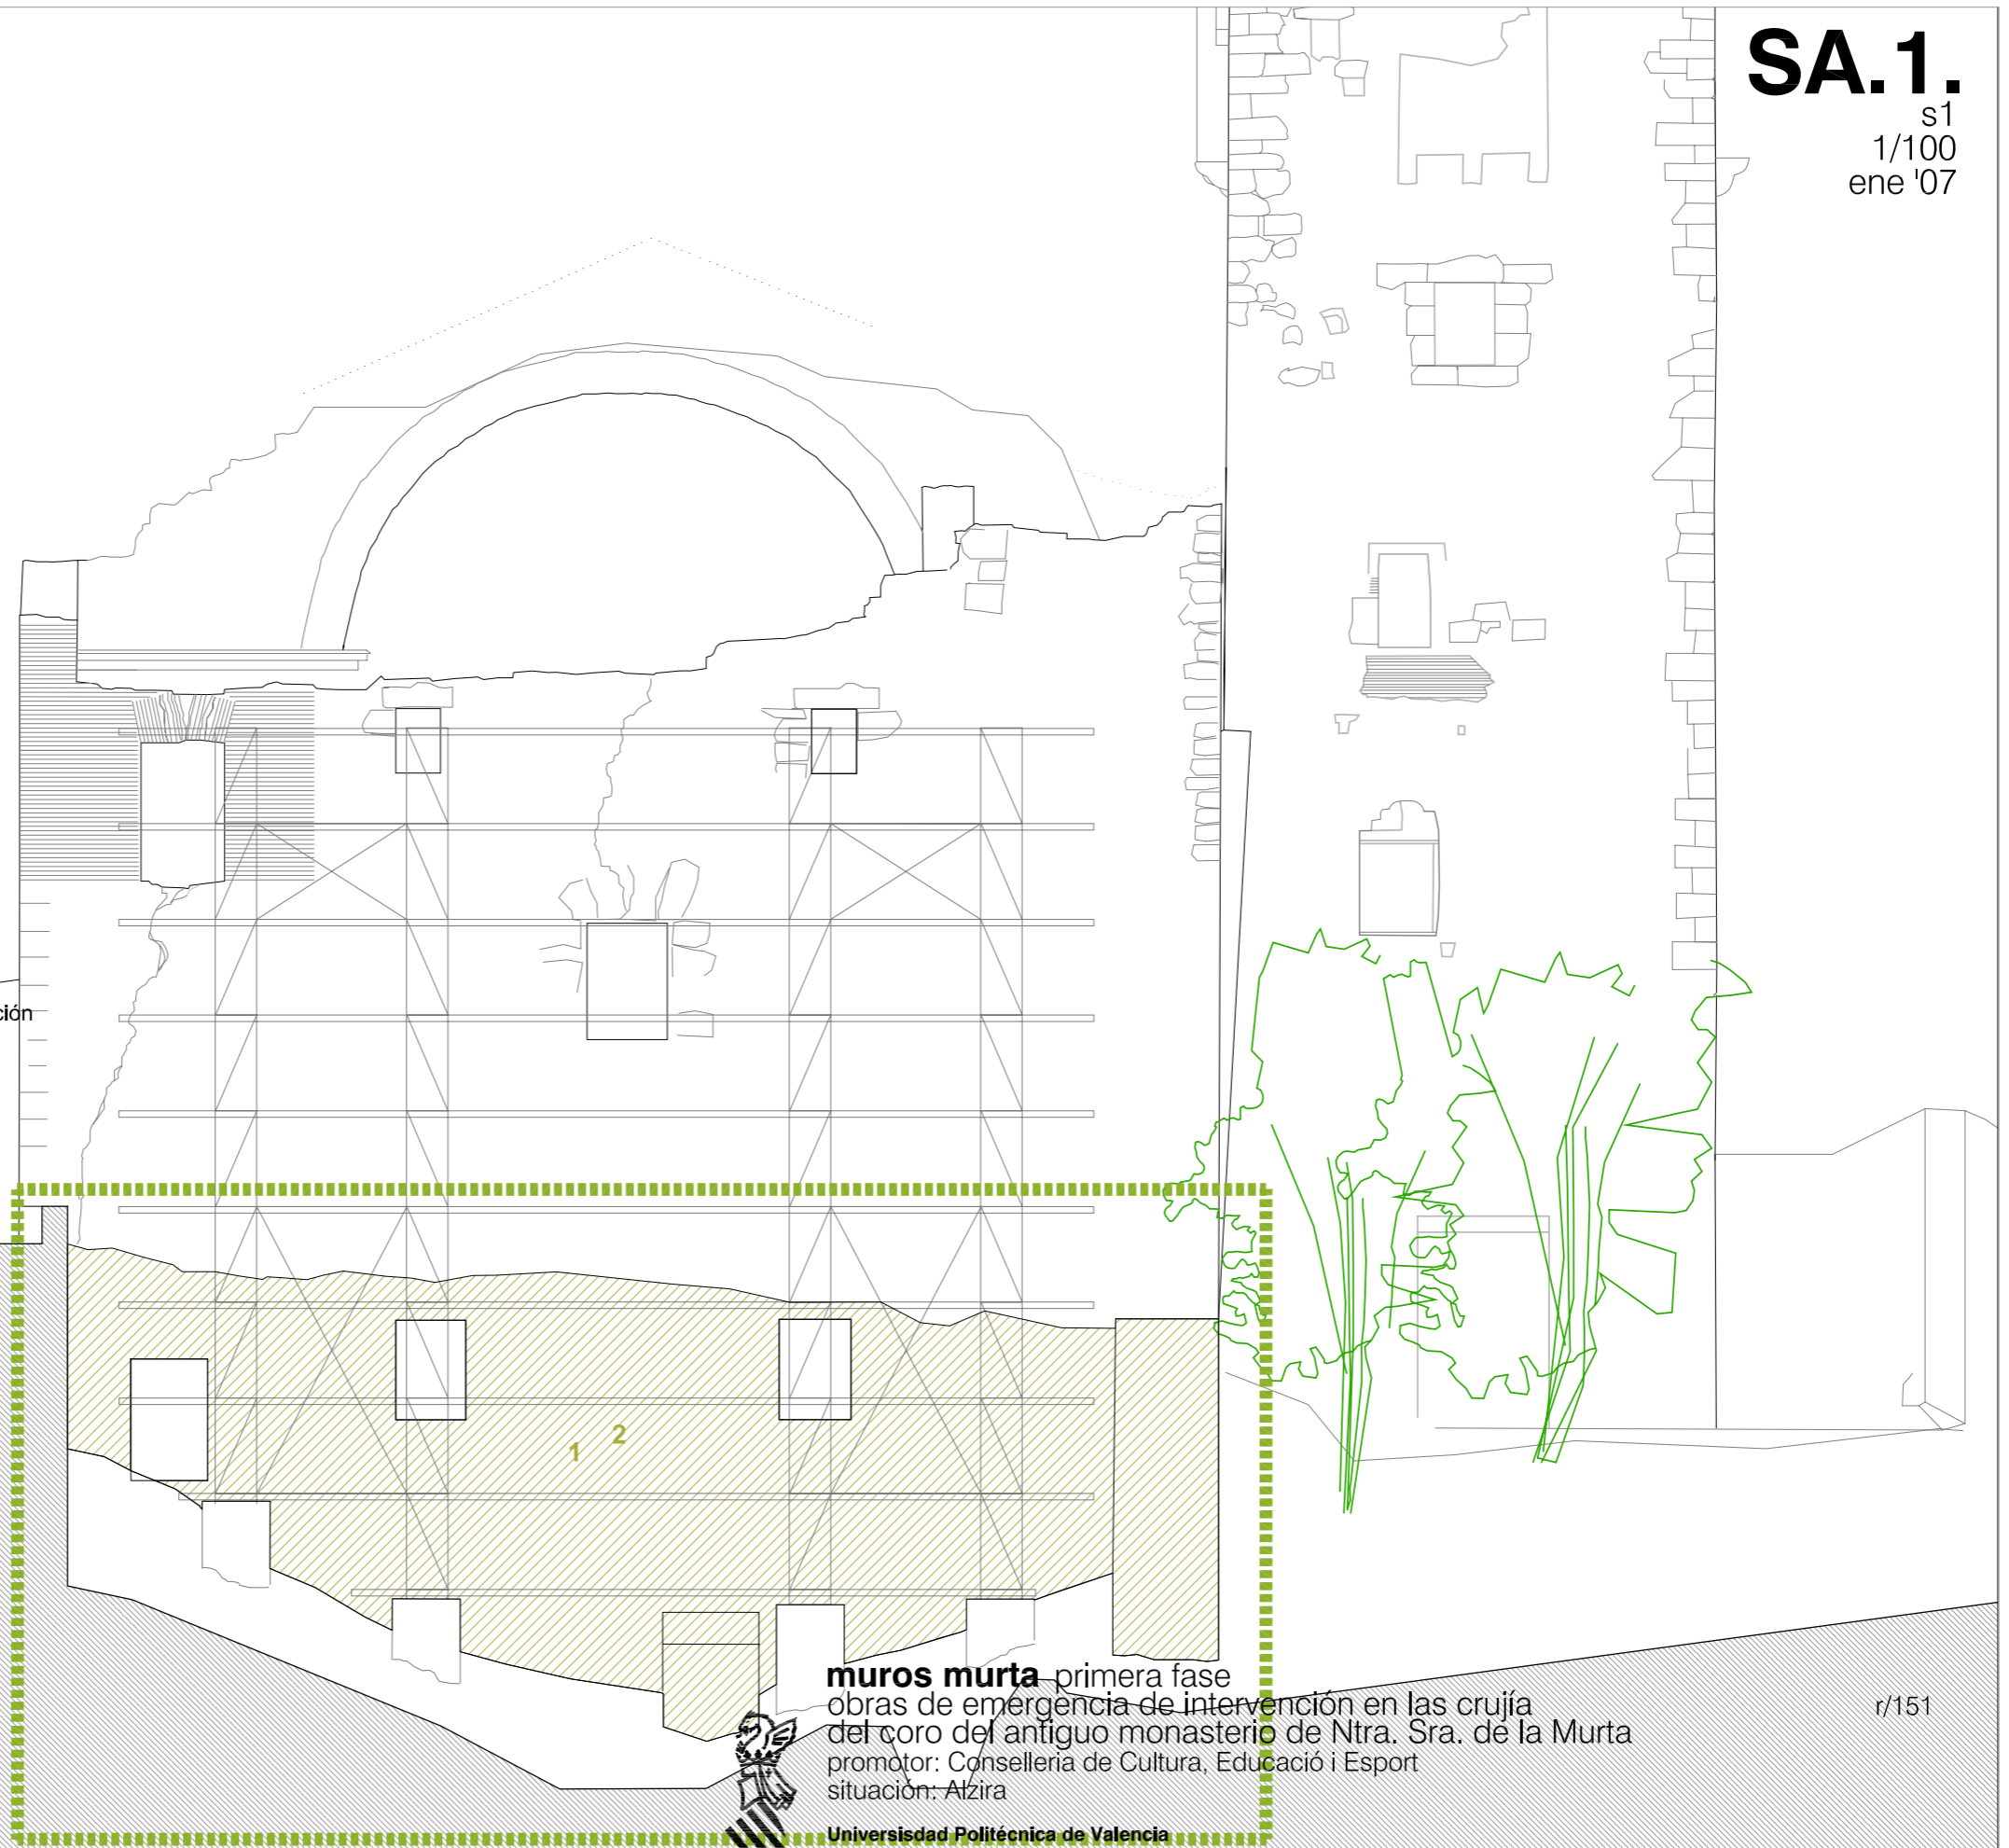 SA.1.
s1
1/100
ene '07
ción
1
2
muros murta primera fase
obras de emergencia de intervención en las crujía
del coro del antiguo monasterio de Ntra. Sra. de la Murta
promotor: Conselleria de Cultura, Educació i Esport
situación: Alzira
Universisdad Politécnica de Valencia
r/151